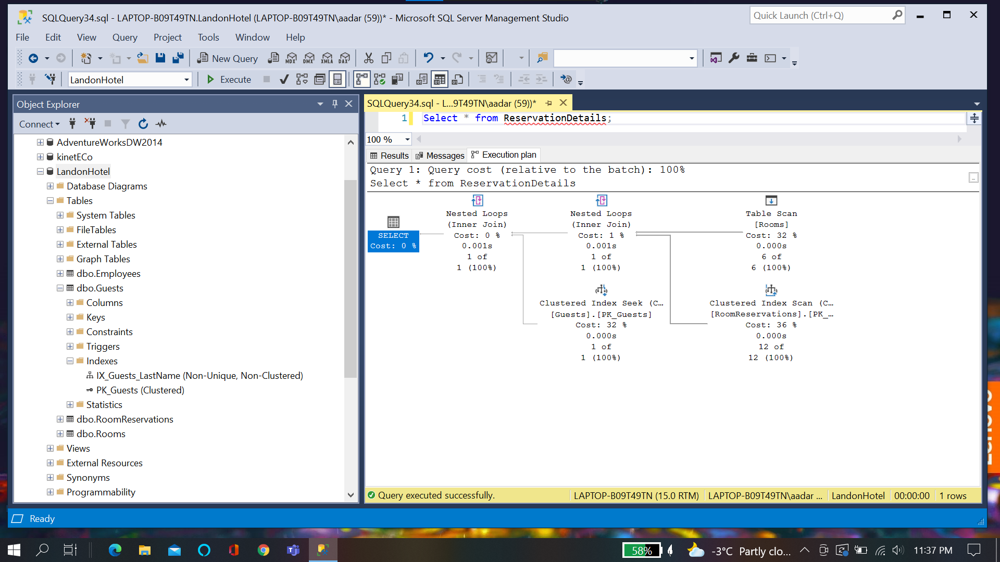 SQLQuery34.sql - LAPTOP-B09T49TN.LandonHotel (LAPTOP-B09T49TN\aadar (59))* - Microsoft SQL Server Management Studio
Quick Launch (Ctrl+Q)
File Edit View Query Project Tools Window Help
New Query MDX DMX XMLA DAX
LandonHotel Execute
Object Explorer
Connect
AdventureWorksDW2014
kinetECo
LandonHotel
Database Diagrams
Tables
System Tables
FileTables
External Tables
Graph Tables
dbo.Employees
dbo.Guests
Columns
Keys
Constraints
Triggers
Indexes
IX_Guests_LastName (Non-Unique, Non-Clustered)
PK_Guests (Clustered)
Statistics
dbo.RoomReservations
dbo.Rooms
Views
External Resources
Synonyms
Programmability
SQLQuery34.sql - L...9T49TN\aadar (59))*
1 Select * from ReservationDetails;
100 %
Results Messages Execution plan
Query 1: Query cost (relative to the batch): 100%
Select * from ReservationDetails
SELECT
Cost: 0 %
Nested Loops
(Inner Join)
Cost: 0 %
0.001s
1 of
1 (100%)
Nested Loops
(Inner Join)
Cost: 1 %
0.001s
1 of
1 (100%)
Table Scan
[Rooms]
Cost: 32 %
0.000s
6 of
6 (100%)
Clustered Index Seek (C...
[Guests].[PK_Guests]
Cost: 32 %
0.000s
1 of
1 (100%)
Clustered Index Scan (C...
[RoomReservations].[PK_...
Cost: 36 %
0.000s
12 of
12 (100%)
Query executed successfully. LAPTOP-B09T49TN (15.0 RTM) LAPTOP-B09T49TN\aadar ... LandonHotel 00:00:00 1 rows
Ready
Lenovo
58% -3°C Partly clo... 11:37 PM